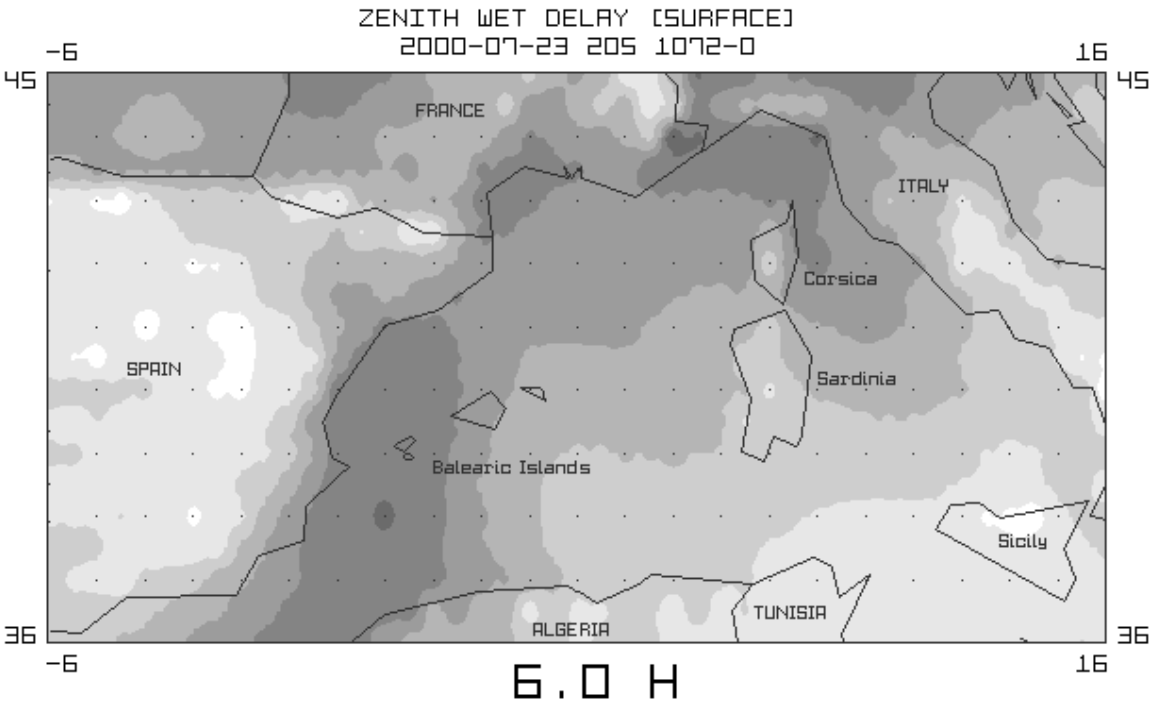 ZENITH WET DELAY [SURFACE]
2000-07-23 205 1072-0
-6 16
45 45
FRANCE
ITALY
Corsica
SPAIN
Sardinia
Balearic Islands
Sicily
TUNISIA
ALGERIA
36 36
-6 16
6.0 H